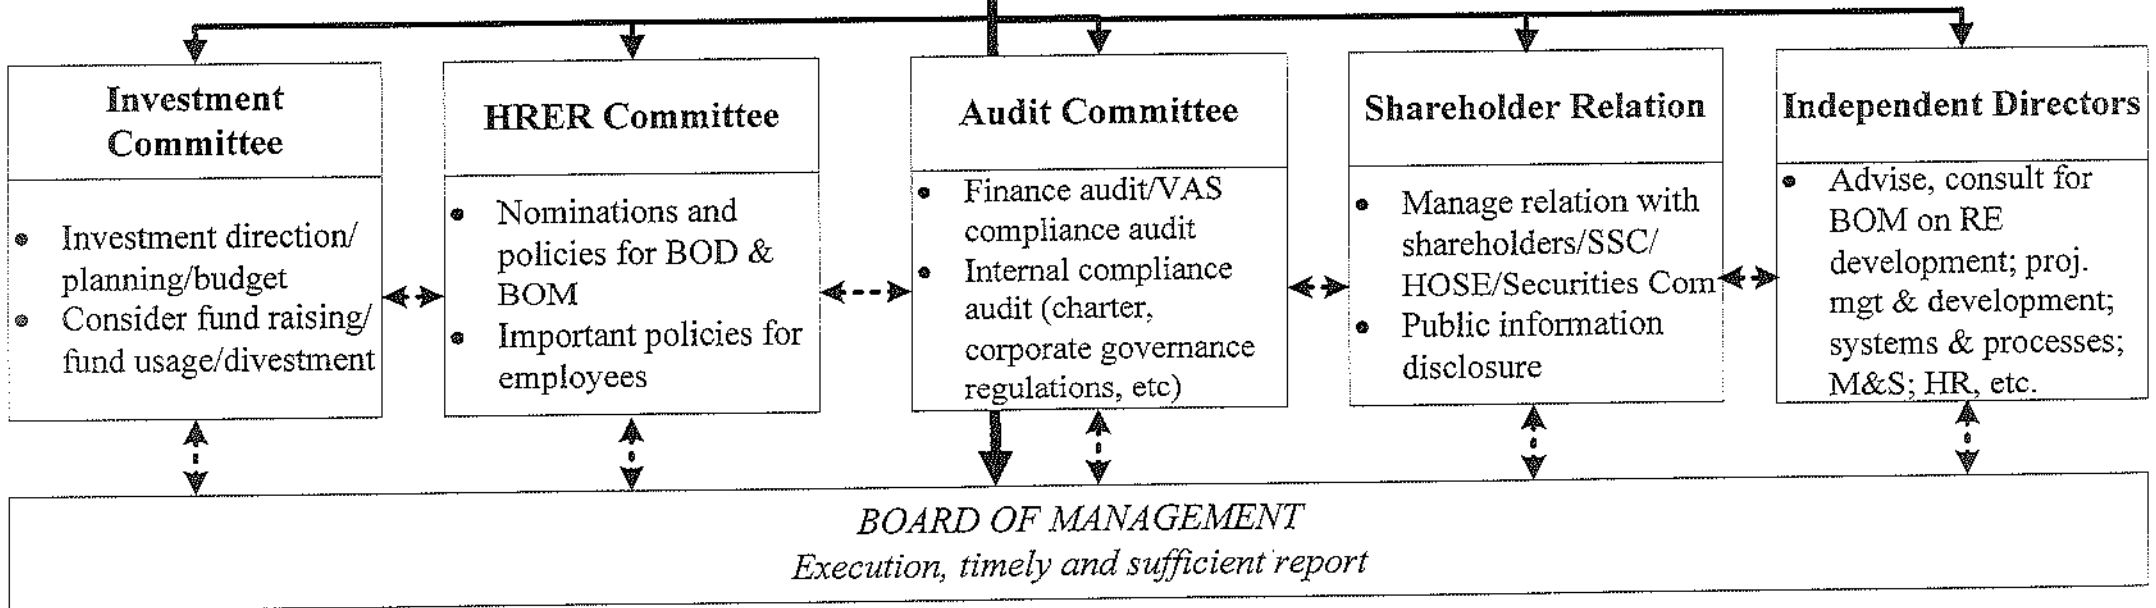 Investment
Committee
HRER Committee
Audit Committee
Shareholder Relation
Independent Directors
• Investment direction/
planning/budget
• Consider fund raising/
fund usage/divestment
• Nominations and
policies for BOD &
BOM
• Important policies for
employees
• Finance audit/VAS
compliance audit
• Internal compliance
audit (charter,
corporate governance
regulations, etc)
• Manage relation with
shareholders/SSC/
HOSE/Securities Com
• Public information
disclosure
• Advise, consult for
BOM on RE
development; proj.
mgt & development;
systems & processes;
M&S; HR, etc.
BOARD OF MANAGEMENT
Execution, timely and sufficient report